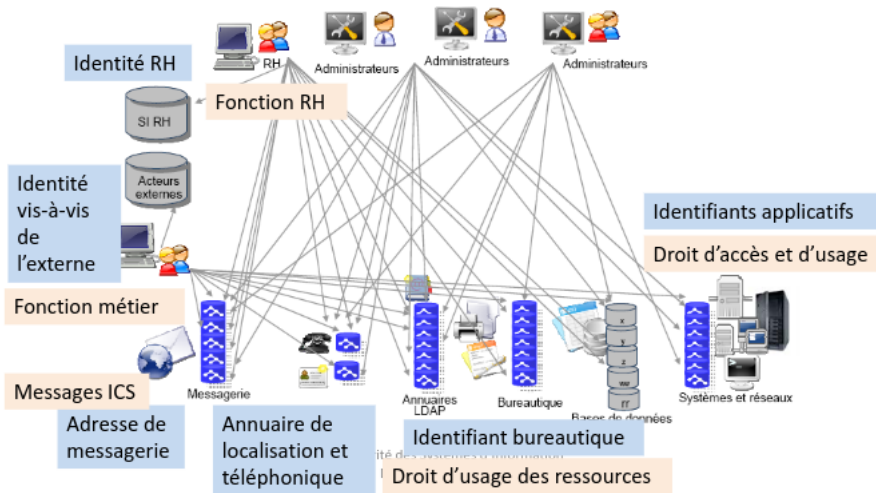 RH
Administrateurs
Administrateurs
Administrateurs
Identité RH
Fonction RH
SI RH
Acteurs
externes
Identité
vis-à-vis
de
l'externe
Identifiants applicatifs
Droit d'accès et d'usage
Fonction métier
x
y
z
rr
Messages ICS
Messagerie
Annuaires
LDAP
Bureautique
Bases de données
Systèmes et réseaux
Adresse de
messagerie
Annuaire de
localisation et
téléphonique
Identifiant bureautique
Droit d'usage des ressources